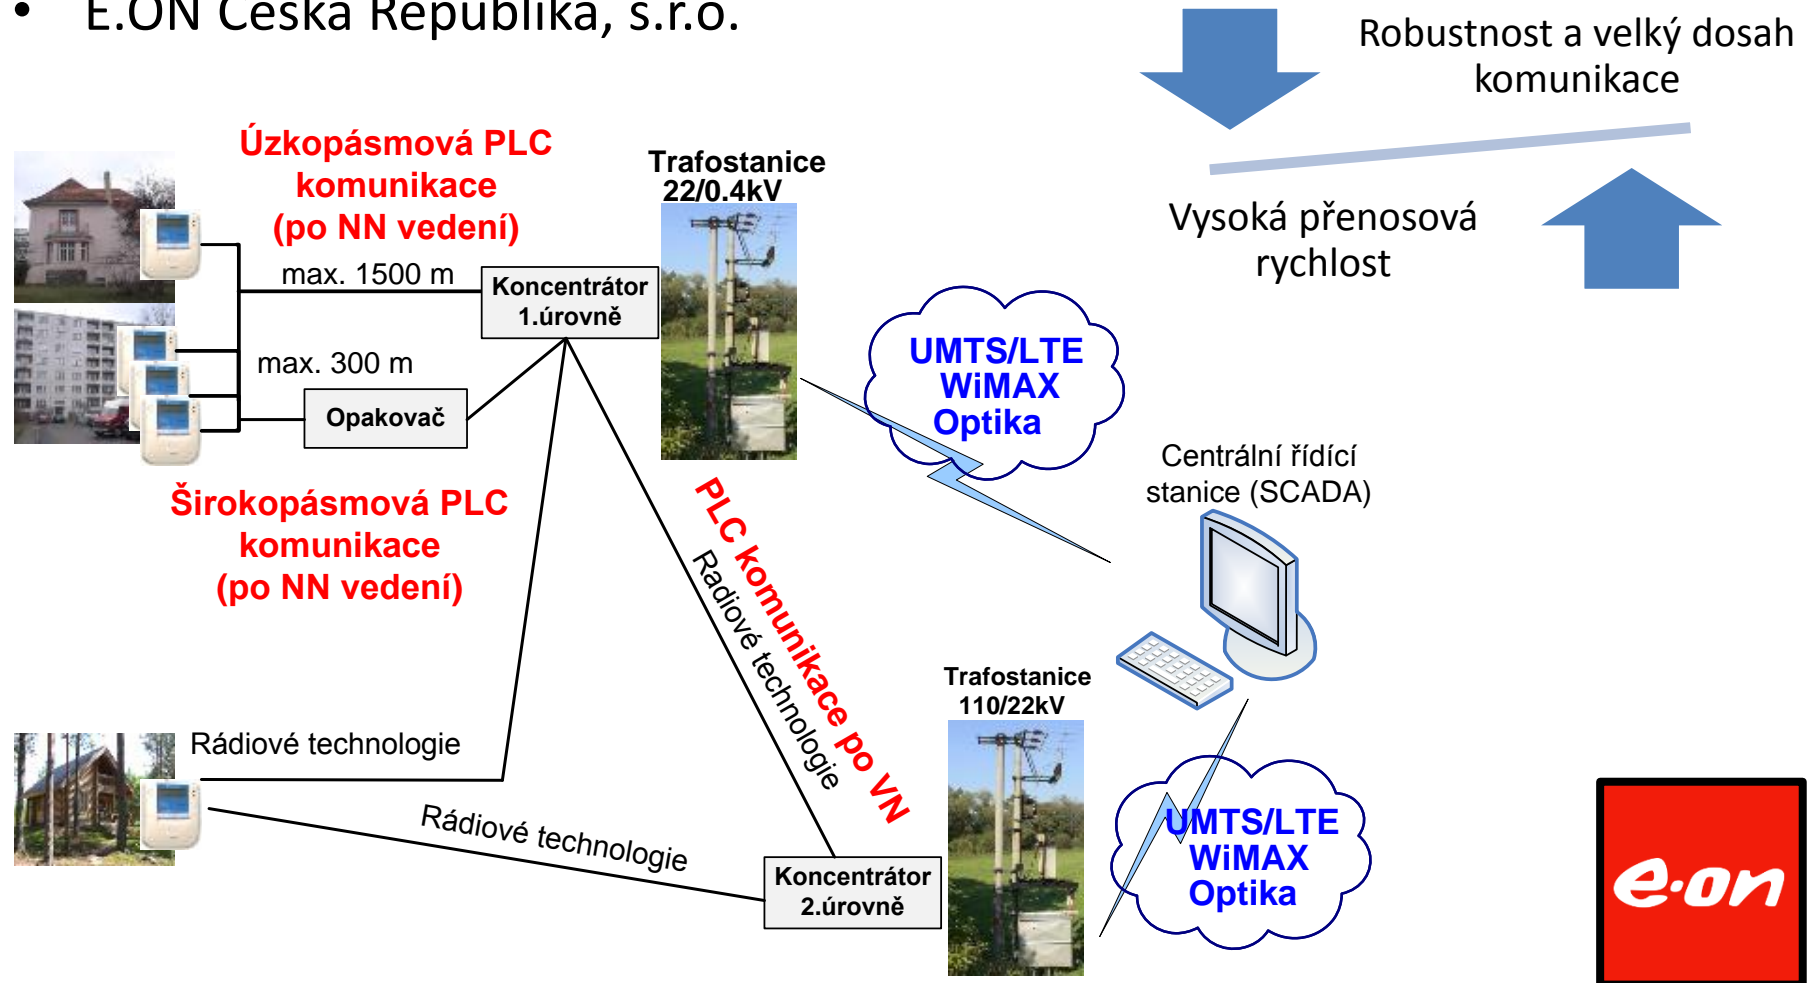 • E.ON Česká Republika, s.r.o.
Robustnost a velký dosah
komunikace
Vysoká přenosová
rychlost
Úzkopásmová PLC
komunikace
(po NN vedení)
max. 1500 m
Trafostanice
22/0.4kV
Koncentrátor
1.úrovně
max. 300 m
Opakovač
UMTS/LTE
WiMAX
Optika
Širokopásmová PLC
komunikace
(po NN vedení)
Centrální řídící
stanice (SCADA)
PLC komunikace po VN
Radiové technologie
Trafostanice
110/22kV
Rádiové technologie
Rádiové technologie
Koncentrátor
2.úrovně
UMTS/LTE
WiMAX
Optika
e·on